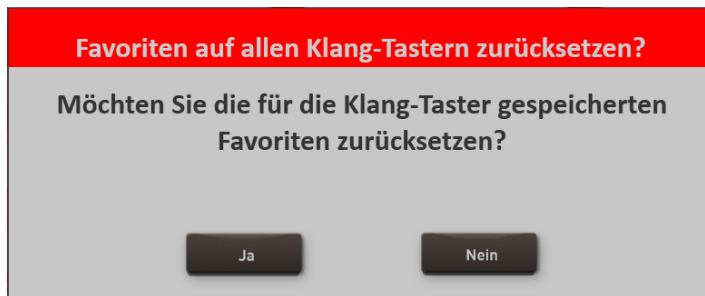 Favoriten auf allen Klang-Tastern zurücksetzen?
Möchten Sie die für die Klang-Taster gespeicherten
Favoriten zurücksetzen?
Ja
Nein